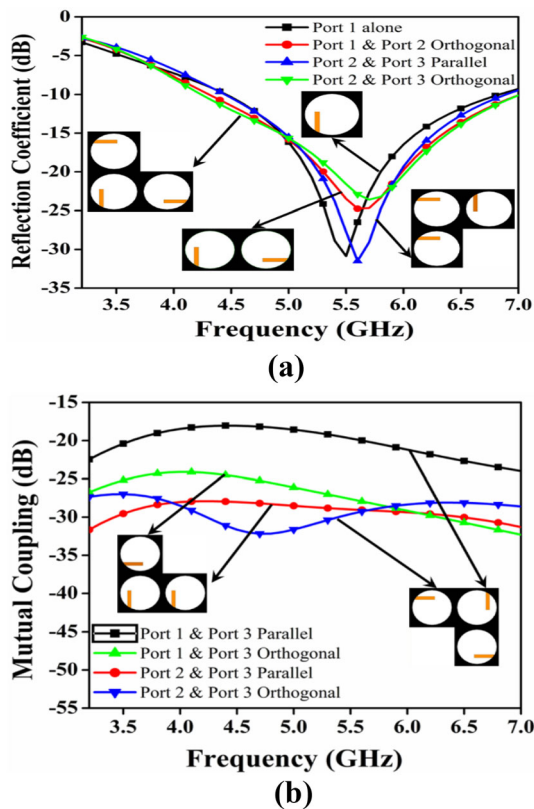 0
-5
-10
-15
-20
-25
-30
-35
Reflection Coefficient (dB)
Port 1 alone
Port 1 & Port 2 Orthogonal
Port 2 & Port 3 Parallel
Port 2 & Port 3 Orthogonal
3.5 4.0 4.5 5.0 5.5 6.0 6.5 7.0
Frequency (GHz)
(a)
-15
-20
-25
-30
-35
-40
-45
-50
-55
Mutual Coupling (dB)
Port 1 & Port 3 Parallel
Port 1 & Port 3 Orthogonal
Port 2 & Port 3 Parallel
Port 2 & Port 3 Orthogonal
3.5 4.0 4.5 5.0 5.5 6.0 6.5 7.0
Frequency (GHz)
(b)